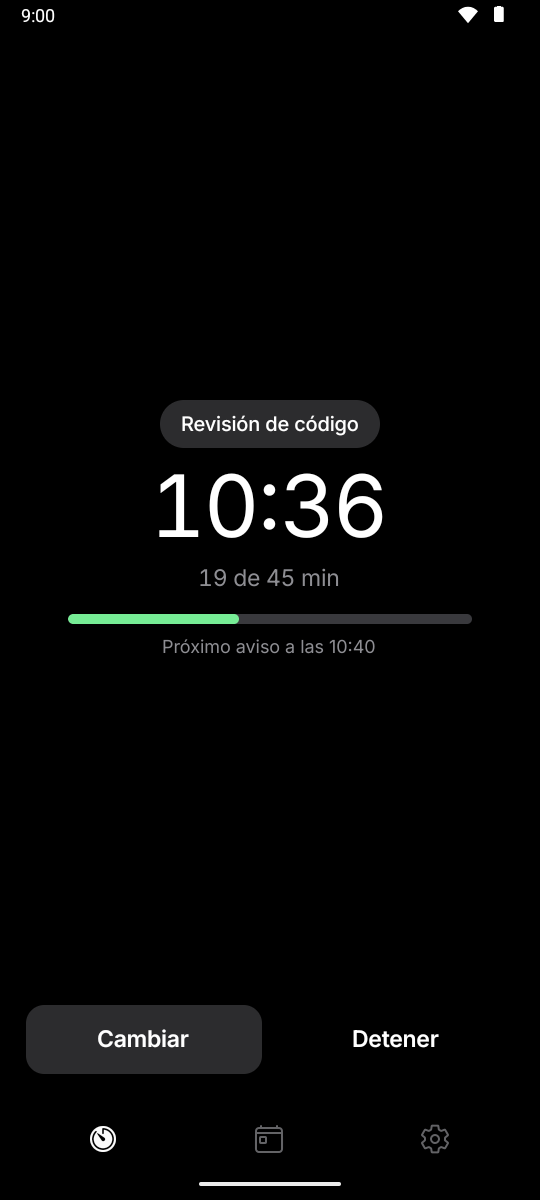 9:00
Revisión de código
10:36
19 de 45 min
Próximo aviso a las 10:40
Cambiar
Detener